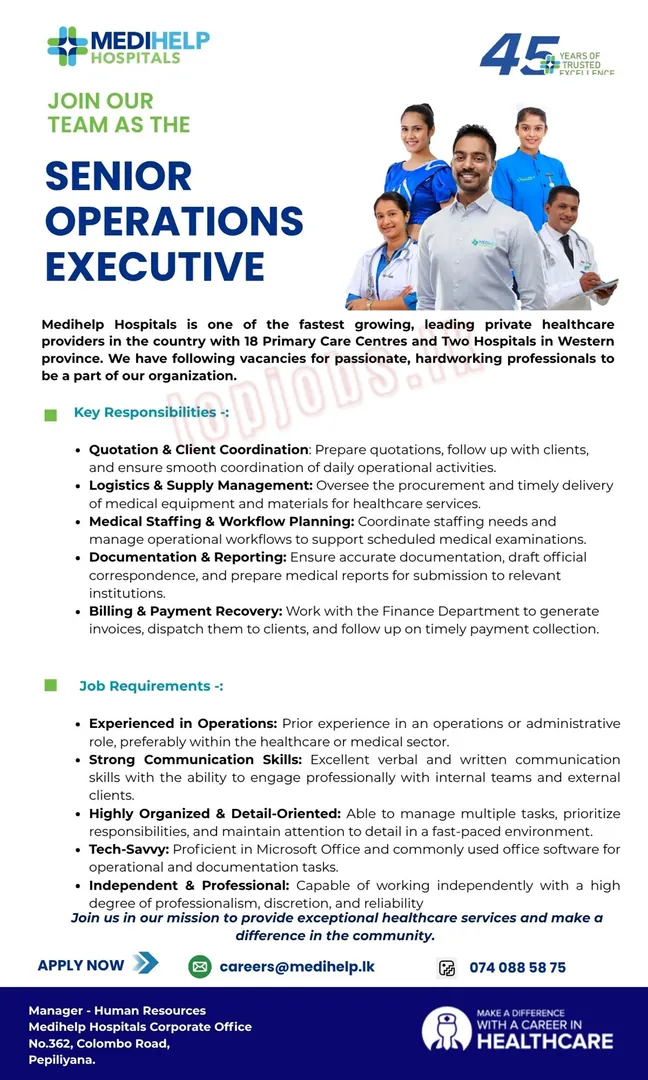 MEDIHELP
HOSPITALS
45 YEARS OF
TRUSTED
EXCELLENCE
JOIN OUR
TEAM AS THE
SENIOR
OPERATIONS
EXECUTIVE
MEDIHELP
Medihelp Hospitals is one of the fastest growing, leading private healthcare
providers in the country with 18 Primary Care Centres and Two Hospitals in Western
province. We have following vacancies for passionate, hardworking professionals to
be a part of our organization.
topjobs.lk
Key Responsibilities -:
• Quotation & Client Coordination: Prepare quotations, follow up with clients,
and ensure smooth coordination of daily operational activities.
• Logistics & Supply Management: Oversee the procurement and timely delivery
of medical equipment and materials for healthcare services.
• Medical Staffing & Workflow Planning: Coordinate staffing needs and
manage operational workflows to support scheduled medical examinations.
• Documentation & Reporting: Ensure accurate documentation, draft official
correspondence, and prepare medical reports for submission to relevant
institutions.
• Billing & Payment Recovery: Work with the Finance Department to generate
invoices, dispatch them to clients, and follow up on timely payment collection.
Job Requirements -:
• Experienced in Operations: Prior experience in an operations or administrative
role, preferably within the healthcare or medical sector.
• Strong Communication Skills: Excellent verbal and written communication
skills with the ability to engage professionally with internal teams and external
clients.
• Highly Organized & Detail-Oriented: Able to manage multiple tasks, prioritize
responsibilities, and maintain attention to detail in a fast-paced environment.
• Tech-Savvy: Proficient in Microsoft Office and commonly used office software for
operational and documentation tasks.
• Independent & Professional: Capable of working independently with a high
degree of professionalism, discretion, and reliability
Join us in our mission to provide exceptional healthcare services and make a
difference in the community.
APPLY NOW careers@medihelp.lk 074 088 58 75
Manager - Human Resources
Medihelp Hospitals Corporate Office
No.362, Colombo Road,
Pepiliyana.
MAKE A DIFFERENCE
WITH A CAREER IN
HEALTHCARE